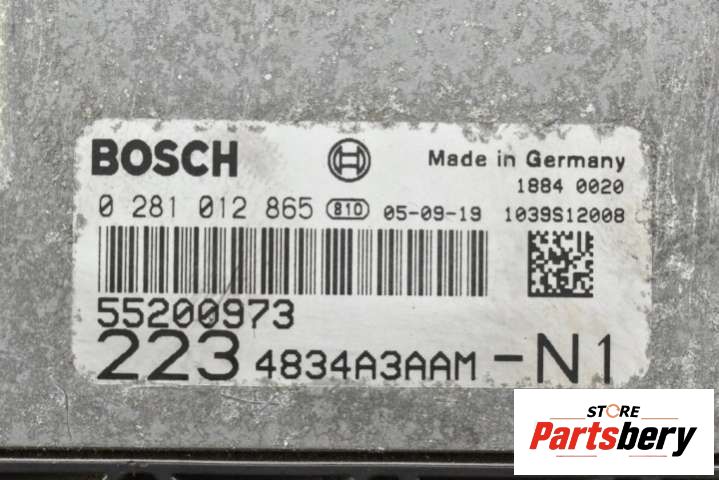 BOSCH
Made in Germany
1884 0020
0 281 012 865 810 05-09-19 1039S12008
55200973
223 4834A3AAM -N1
STORE
Partsbery